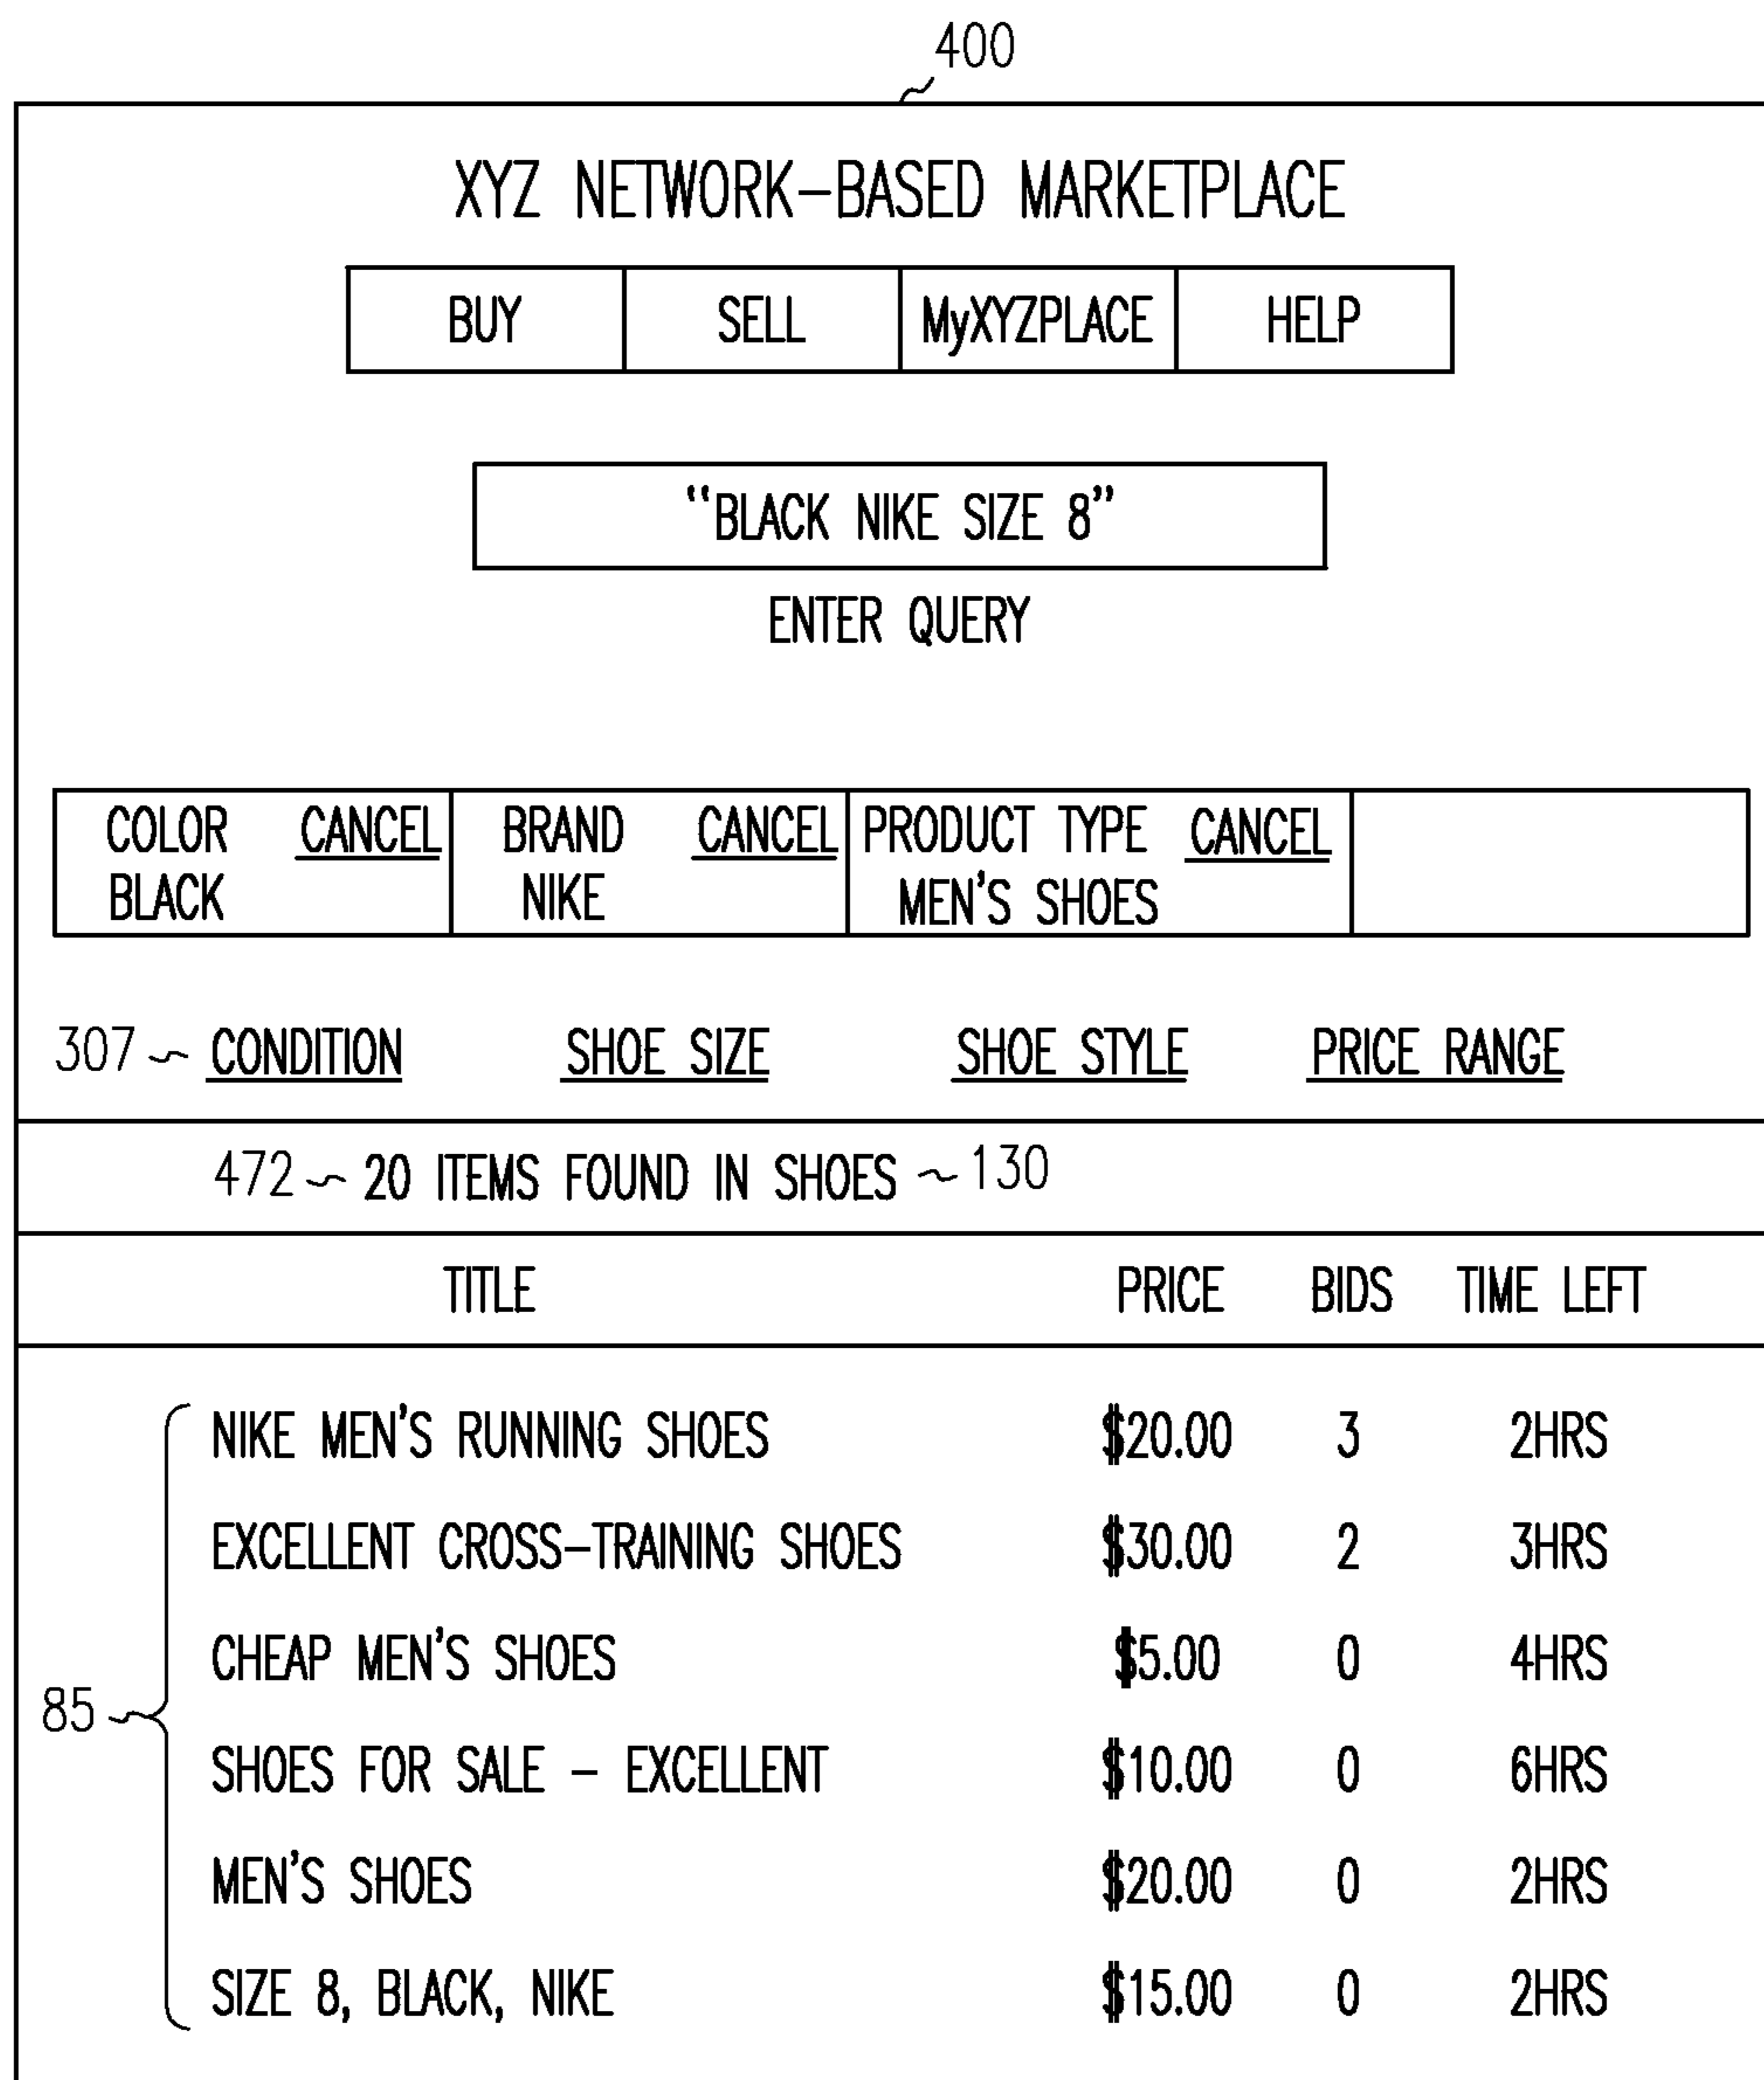 400
XYZ NETWORK-BASED MARKETPLACE
BUY SELL MyXYZPLACE HELP
“BLACK NIKE SIZE 8”
ENTER QUERY
COLOR CANCEL BRAND CANCEL PRODUCT TYPE CANCEL
BLACK NIKE MEN'S SHOES
307 CONDITION SHOE SIZE SHOE STYLE PRICE RANGE
472 20 ITEMS FOUND IN SHOES 130
TITLE PRICE BIDS TIME LEFT
NIKE MEN'S RUNNING SHOES $20.00 3 2HRS
EXCELLENT CROSS-TRAINING SHOES $30.00 2 3HRS
CHEAP MEN'S SHOES $5.00 0 4HRS
85
SHOES FOR SALE - EXCELLENT $10.00 0 6HRS
MEN'S SHOES $20.00 0 2HRS
SIZE 8, BLACK, NIKE $15.00 0 2HRS